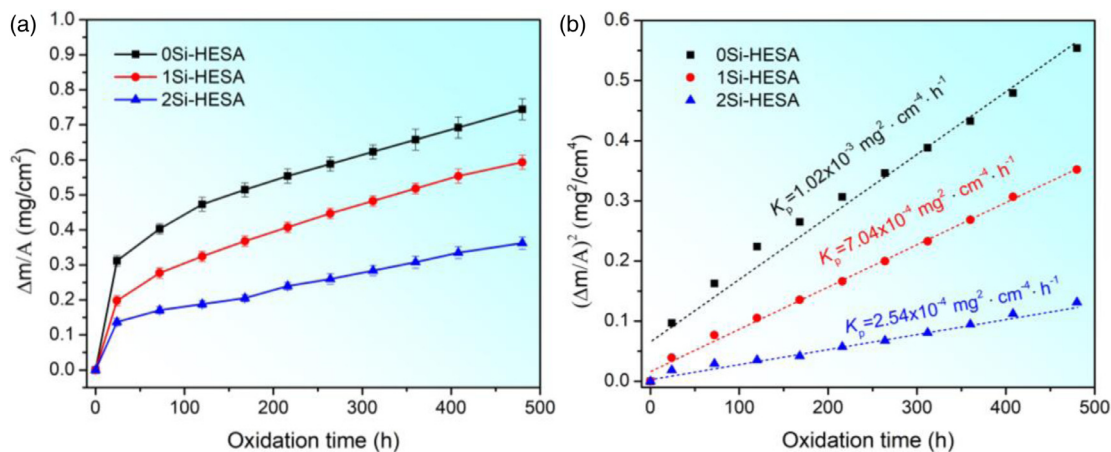 (a)
1.0
0.9
0.8
0.7
0.6
0.5
0.4
0.3
0.2
0.1
0.0
Δm/A (mg/cm²)
0Si-HESA
1Si-HESA
2Si-HESA
0 100 200 300 400 500
Oxidation time (h)
(b)
0.6
0.5
0.4
0.3
0.2
0.1
0.0
(Δm/A)² (mg²/cm⁴)
0Si-HESA
1Si-HESA
2Si-HESA
Kₚ=1.02x10⁻³ mg² · cm⁻⁴ · h⁻¹
Kₚ=7.04x10⁻⁴ mg² · cm⁻⁴ · h⁻¹
Kₚ=2.54x10⁻⁴ mg² · cm⁻⁴ · h⁻¹
0 100 200 300 400 500
Oxidation time (h)